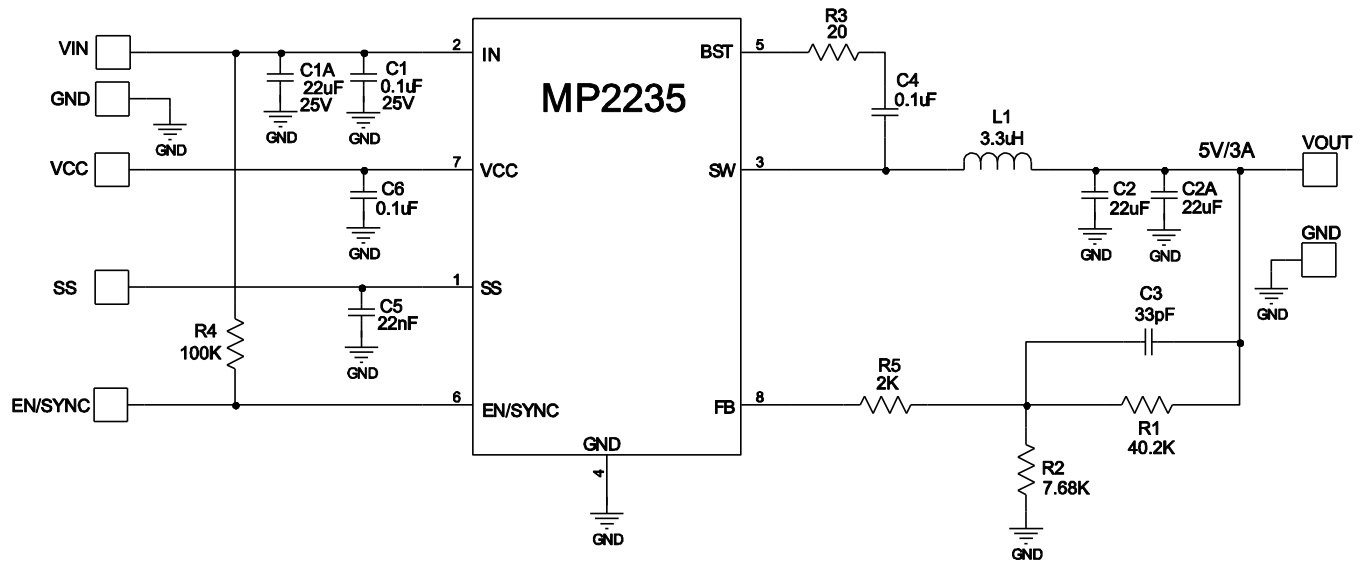 VIN
GND
GND
C1A
22uF
25V
GND
C1
0.1uF
25V
GND
2
IN
MP2235
BST
5
R3
20
C4
0.1uF
VCC
C6
0.1uF
GND
7
VCC
SW
3
L1
3.3uH
5V/3A
VOUT
C2
22uF
GND
C2A
22uF
GND
GND
GND
SS
C5
22nF
GND
1
SS
R4
100K
EN/SYNC
6
EN/SYNC
GND
4
GND
FB
8
R5
2K
C3
33pF
R1
40.2K
R2
7.68K
GND